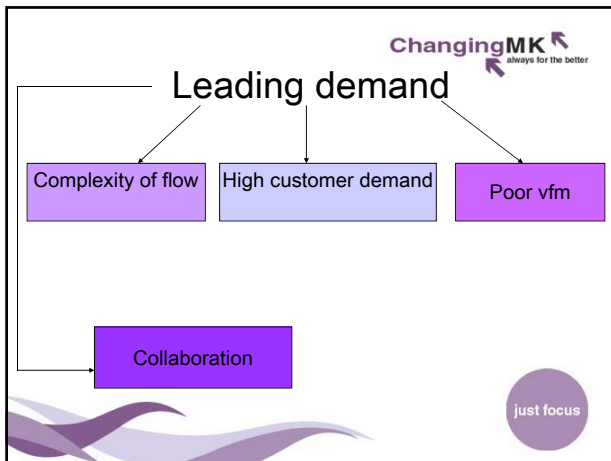 ChangingMK
always for the better
Leading demand
Complexity of flow
High customer demand
Poor vfm
Collaboration
just focus